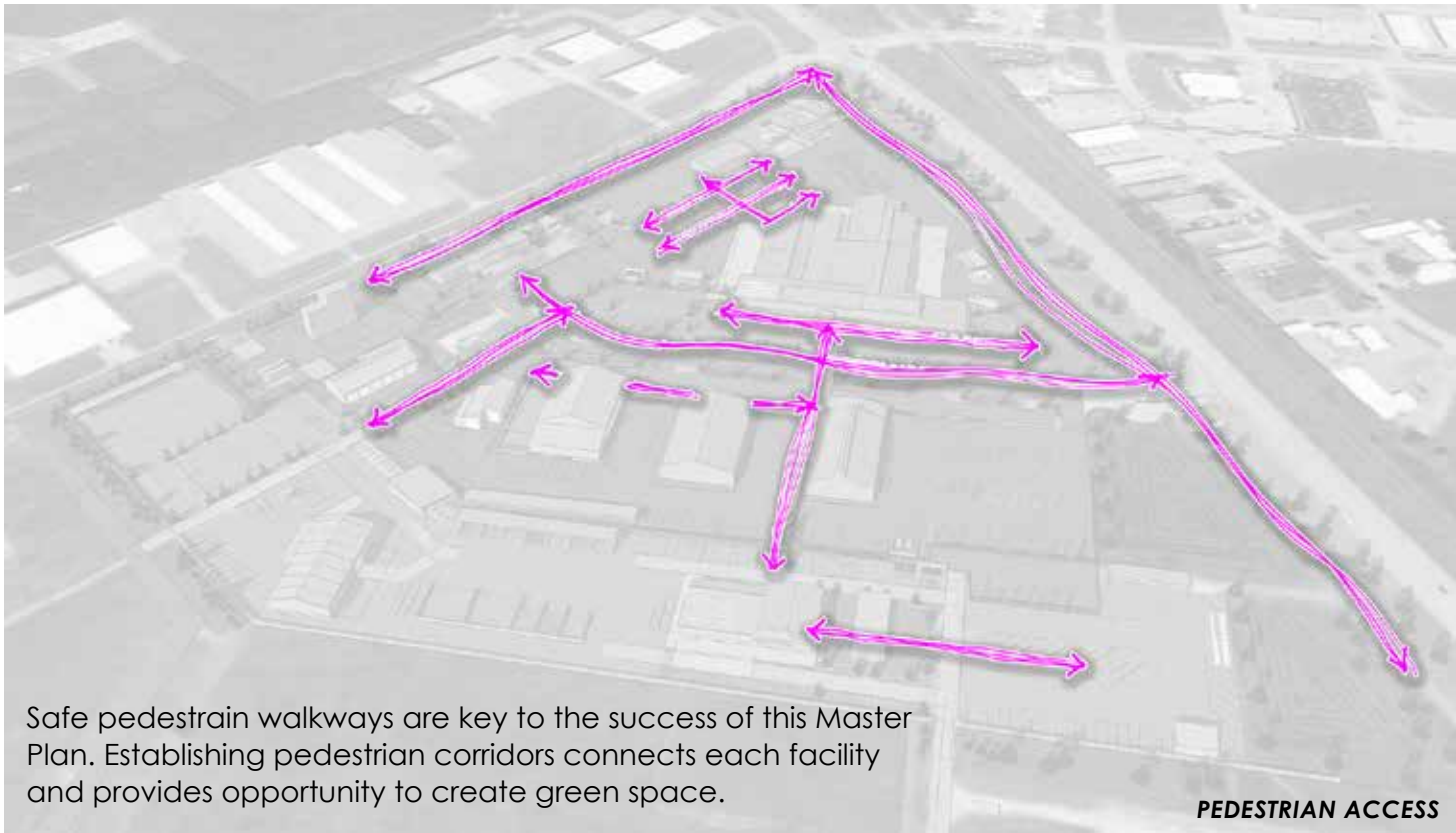 Safe pedestrain walkways are key to the success of this Master
Plan. Establishing pedestrian corridors connects each facility
and provides opportunity to create green space.
PEDESTRIAN ACCESS